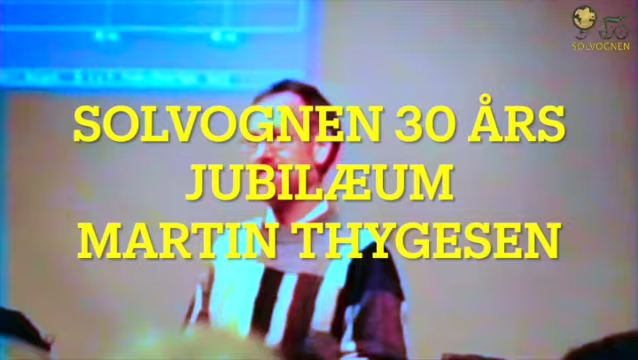 SOLVOGNEN
SOLVOGNEN 30 ÅRS
JUBILÆUM
MARTIN THYGESEN